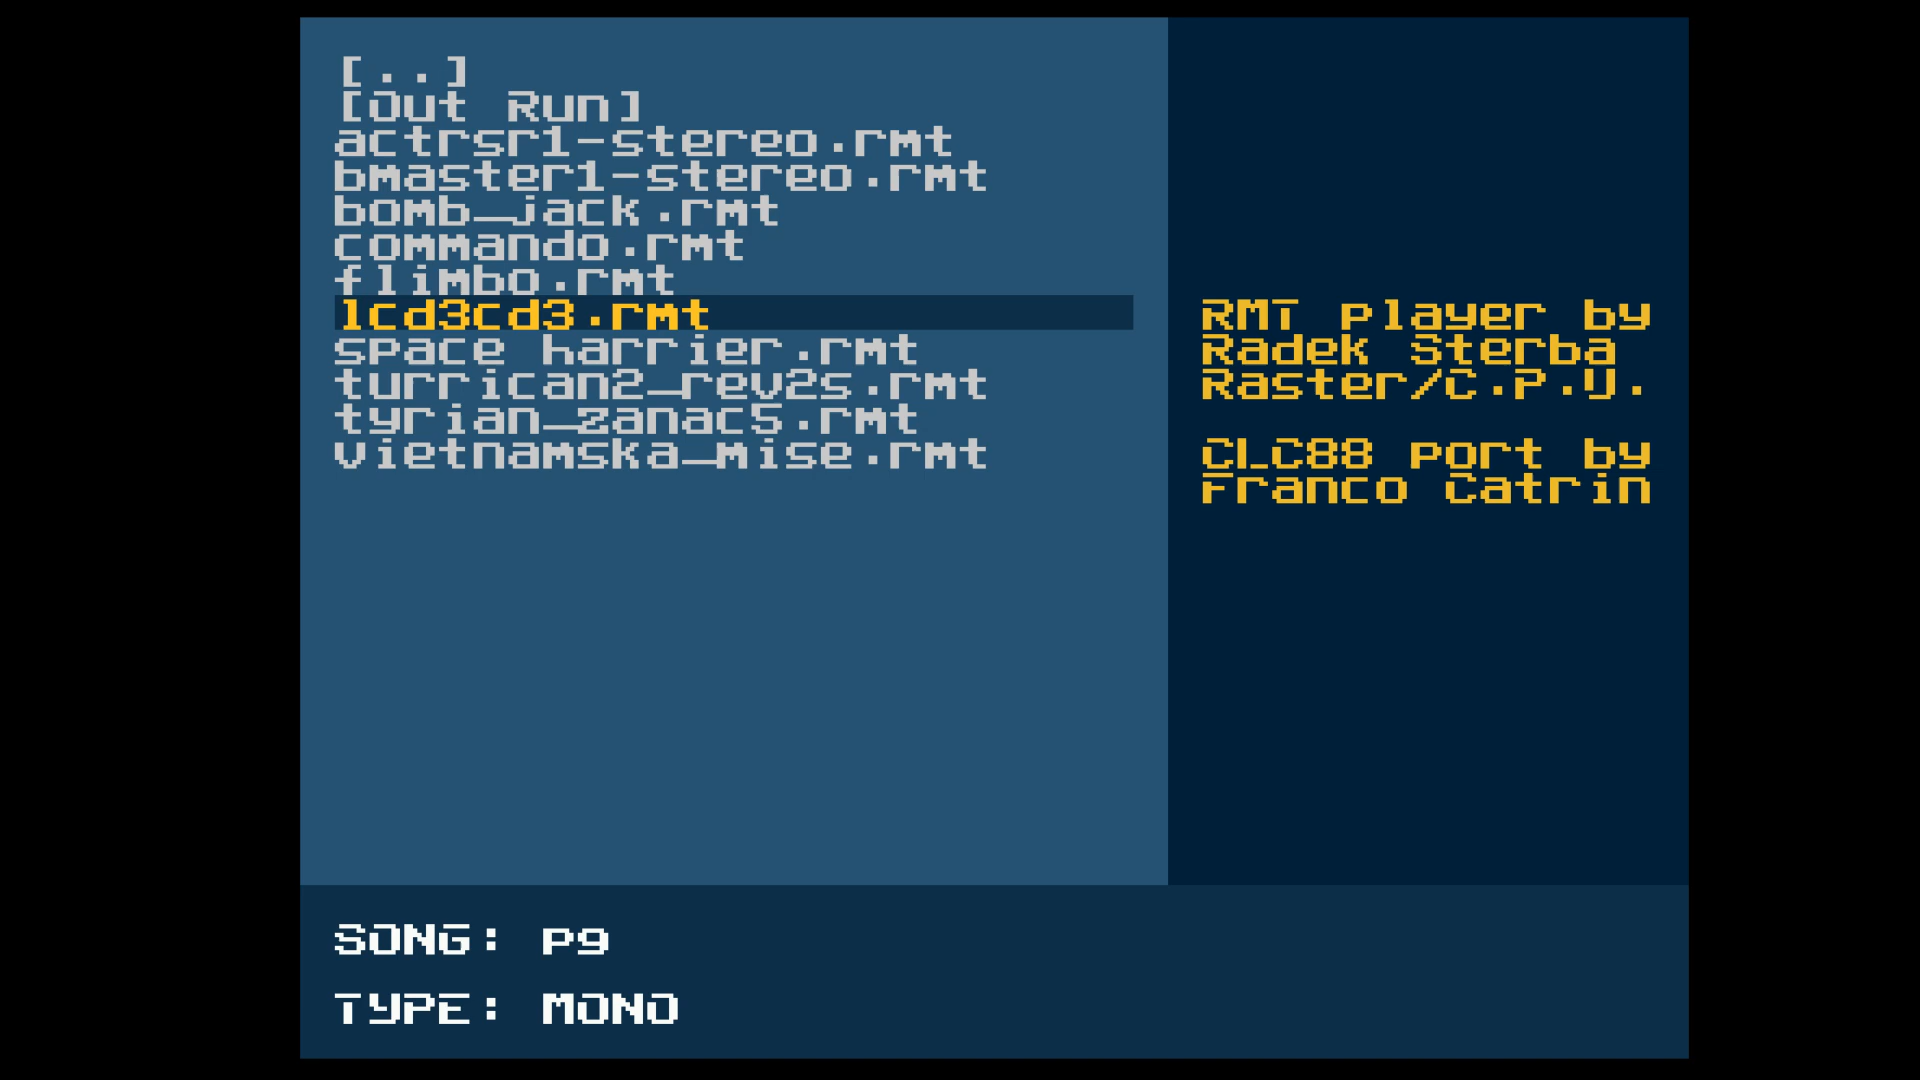 [..]
[Out Run]
actrsr1-stereo.rmt
bmaster1-stereo.rmt
bomb_jack.rmt
commando.rmt
flimbo.rmt
lcd3cd3.rmt
space harrier.rmt
turrican2_rev2s.rmt
tyrian_zanac5.rmt
vietnamska_mise.rmt
RMT player by
Radek Sterba
Raster/C.P.U.
CLC88 port by
Franco Catrin
SONG: P9
TYPE: MONO